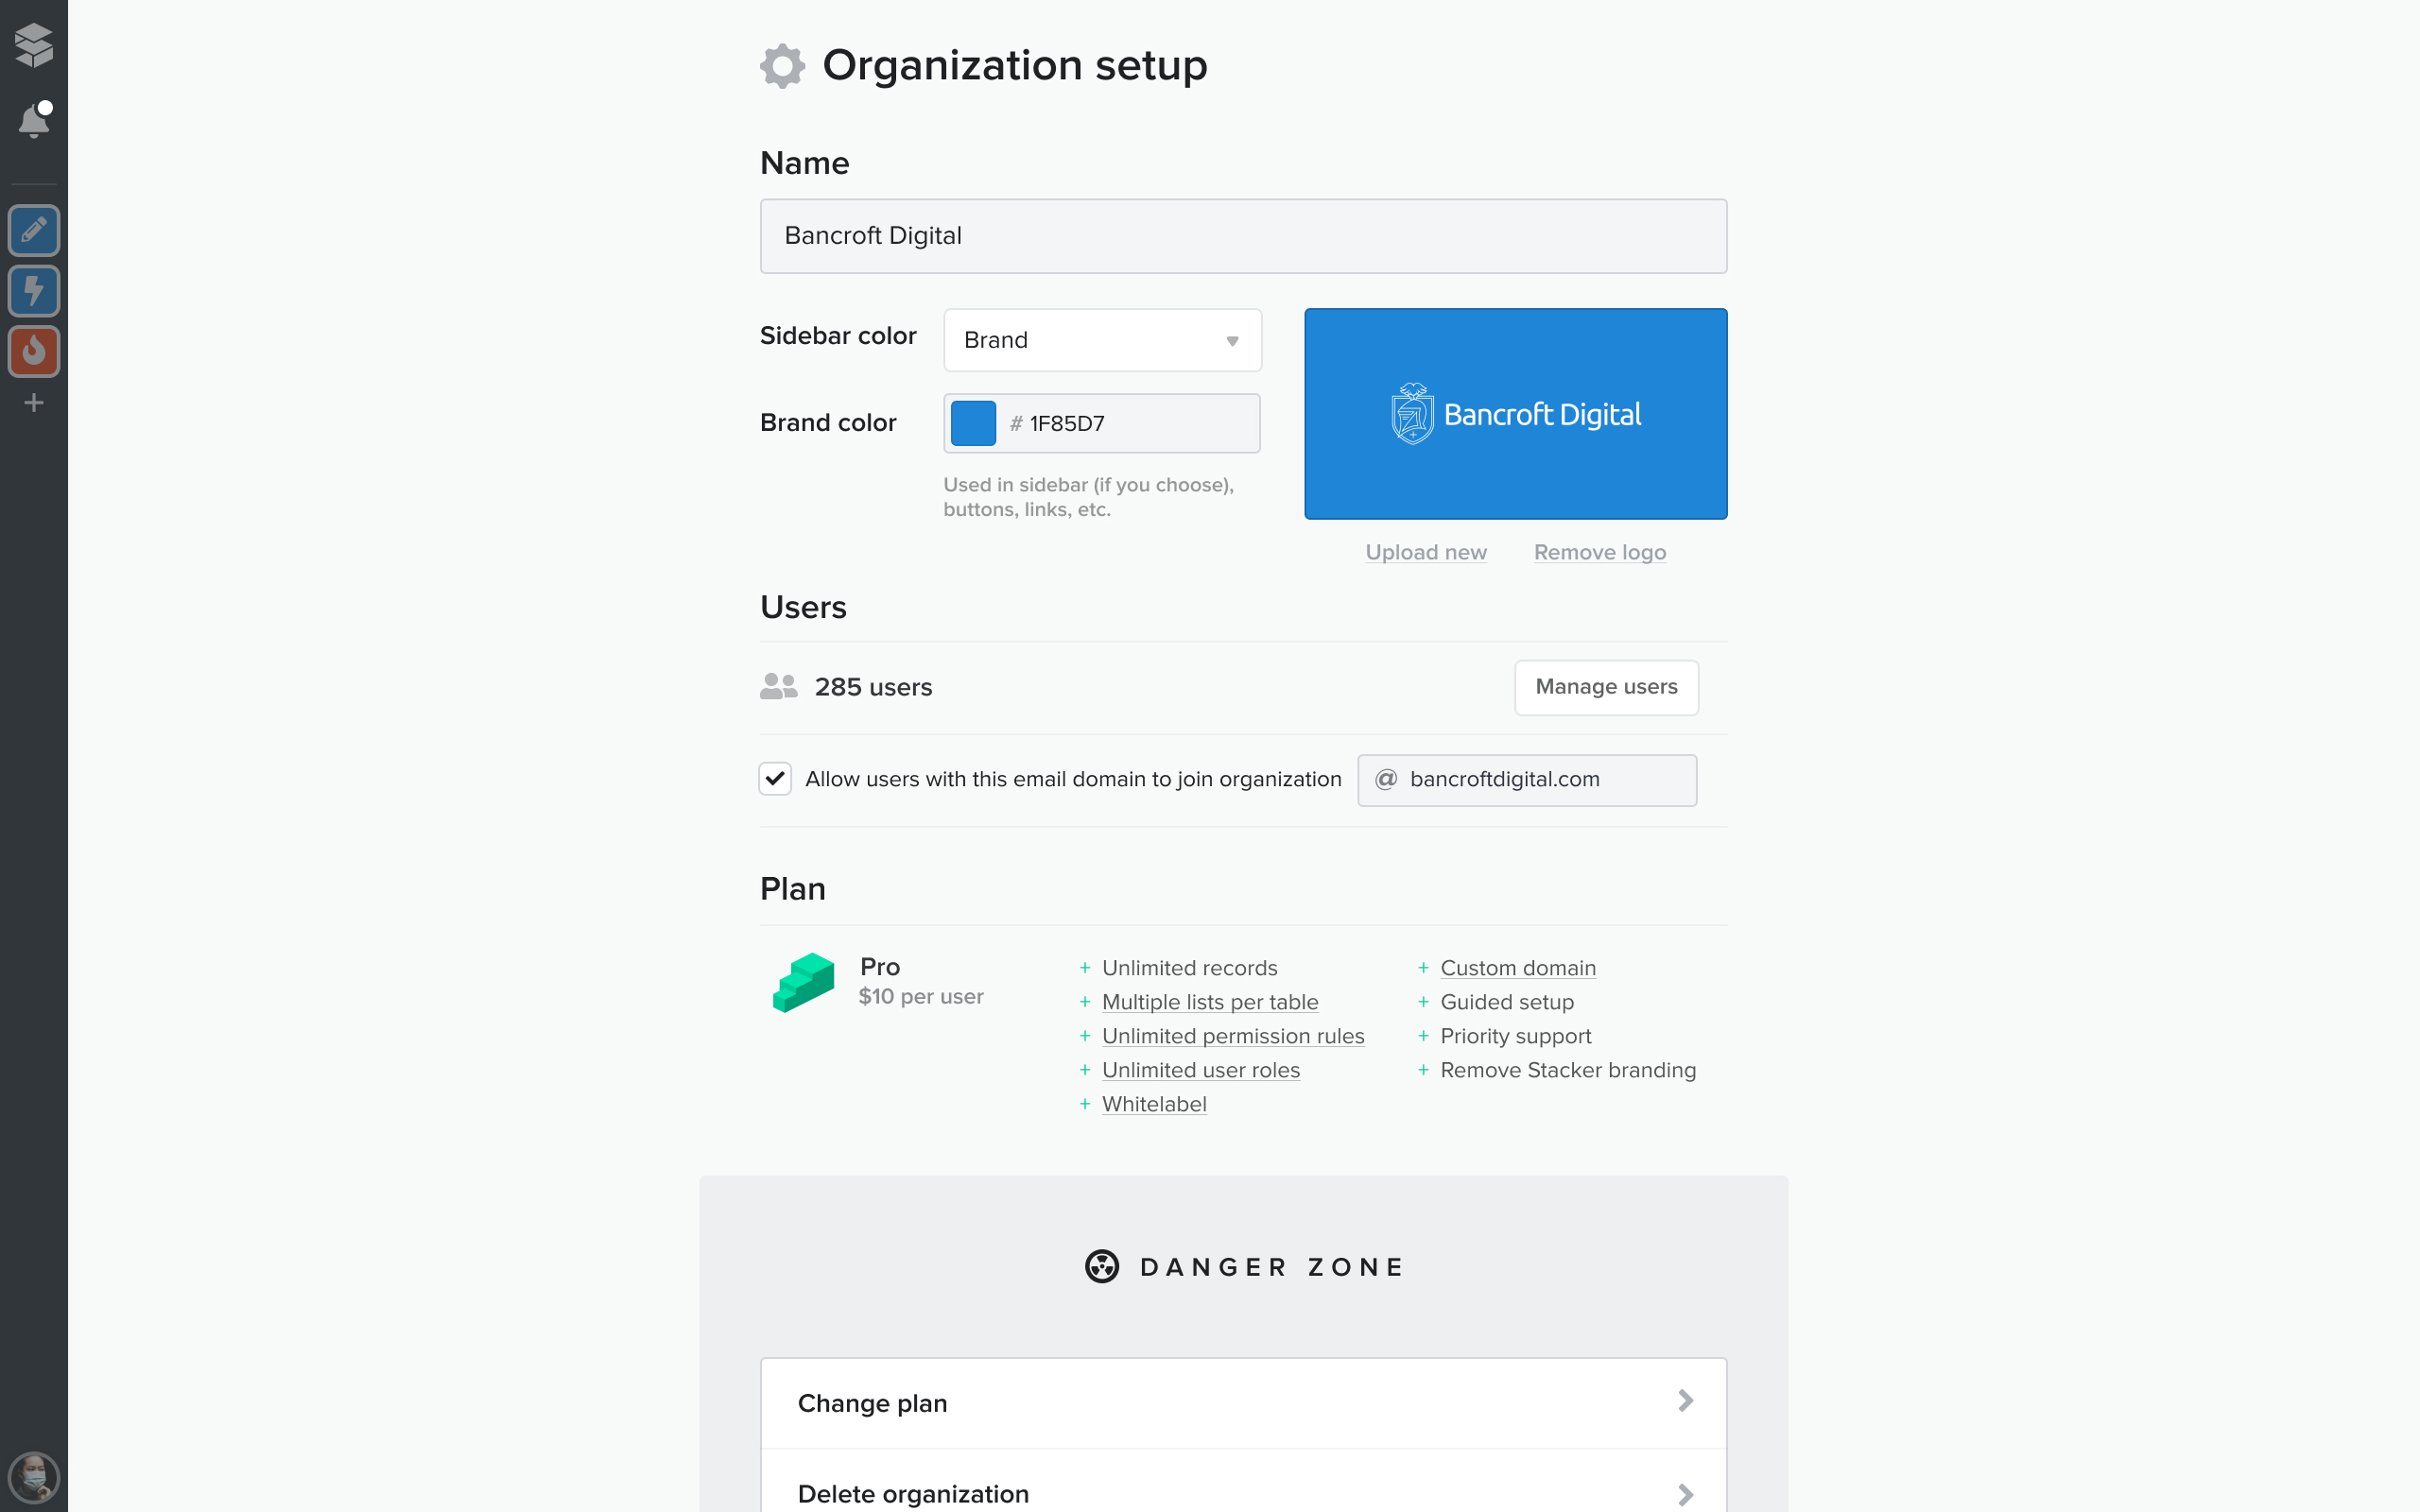 Organization setup
Name
Bancroft Digital
Sidebar color
Brand
Brand color
# 1F85D7
Used in sidebar (if you choose),
buttons, links, etc.
Bancroft Digital
Upload new
Remove logo
Users
285 users
Manage users
Allow users with this email domain to join organization
@ bancroftdigital.com
Plan
Pro
$10 per user
+ Unlimited records
+ Multiple lists per table
+ Unlimited permission rules
+ Unlimited user roles
+ Whitelabel
+ Custom domain
+ Guided setup
+ Priority support
+ Remove Stacker branding
DANGER ZONE
Change plan
Delete organization